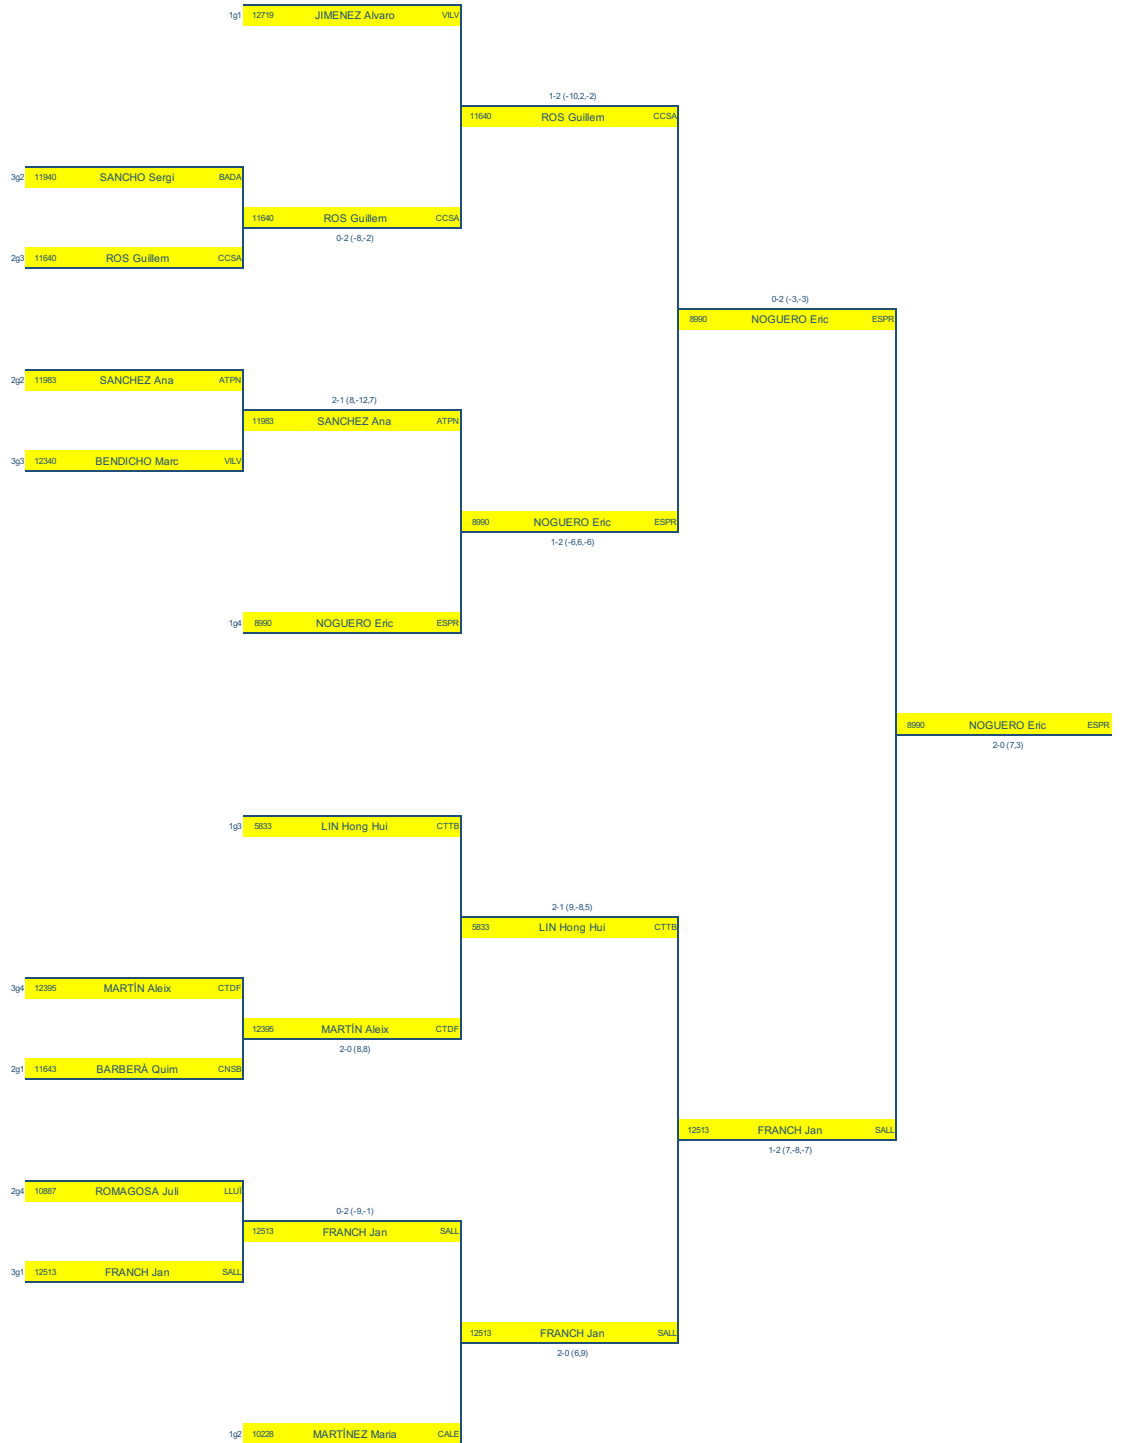 1g1 12719 JIMENEZ Alvaro VILV
1-2 (-10,2,-2)
11640 ROS Guillem CCSA
3g2 11940 SANCHO Sergi BADA
11640 ROS Guillem CCSA
0-2 (-8,-2)
2g3 11640 ROS Guillem CCSA
0-2 (-3,-3)
8990 NOGUERO Eric ESPR
2g2 11983 SANCHEZ Ana ATPN
2-1 (8,-12,7)
11983 SANCHEZ Ana ATPN
3g3 12340 BENDICHO Marc VILV
8990 NOGUERO Eric ESPR
1-2 (-6,6,-6)
1g4 8990 NOGUERO Eric ESPR
8990 NOGUERO Eric ESPR
2-0 (7,3)
1g3 5833 LIN Hong Hui CTTB
2-1 (9,-8,5)
5833 LIN Hong Hui CTTB
3g4 12395 MARTÍN Aleix CTDF
12395 MARTÍN Aleix CTDF
2-0 (8,8)
2g1 11643 BARBERÀ Quim CNSB
12513 FRANCH Jan SALL
1-2 (7,-8,-7)
2g4 10887 ROMAGOSA Juli LLUÏ
0-2 (-9,-1)
12513 FRANCH Jan SALL
3g1 12513 FRANCH Jan SALL
12513 FRANCH Jan SALL
2-0 (6,9)
1g2 10228 MARTÍNEZ Maria CALE